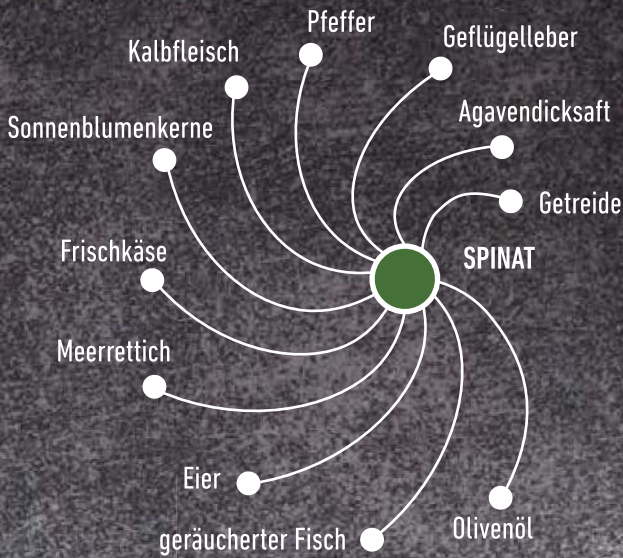 Pfeffer
Geflügelleber
Kalbfleisch
Agavendicksaft
Sonnenblumenkerne
Getreide
Frischkäse
SPINAT
Meerrettich
Eier
Olivenöl
geräucherter Fisch